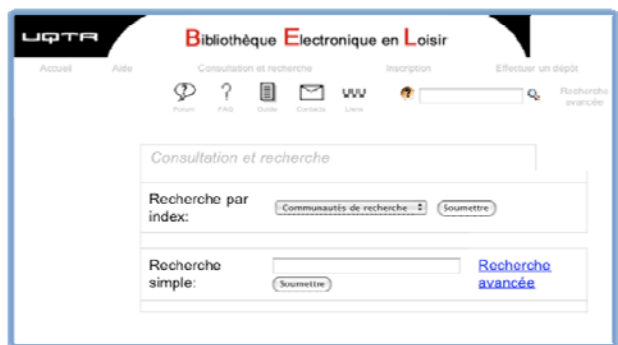 UQTR
Bibliothèque Electronique en Loisir
Accueil Aide Consultation et recherche Inscription Effectuer un dépôt
Forum FAQ Guide Contacts Liens
Recherche avancée
Consultation et recherche
Recherche par index:
Communautés de recherche Soumettre
Recherche simple:
Soumettre
Recherche avancée